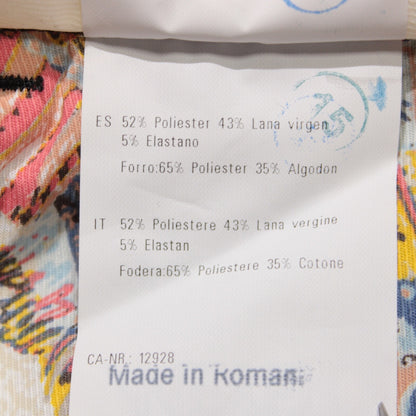 15
ES 52% Poliester 43% Lana virgen
5% Elastano
Forro:65% Poliester 35% Algodon
IT 52% Poliestere 43% Lana vergine
5% Elastan
Fodera:65% Poliestere 35% Cotone
CA-NR.: 12928
Made in Romani